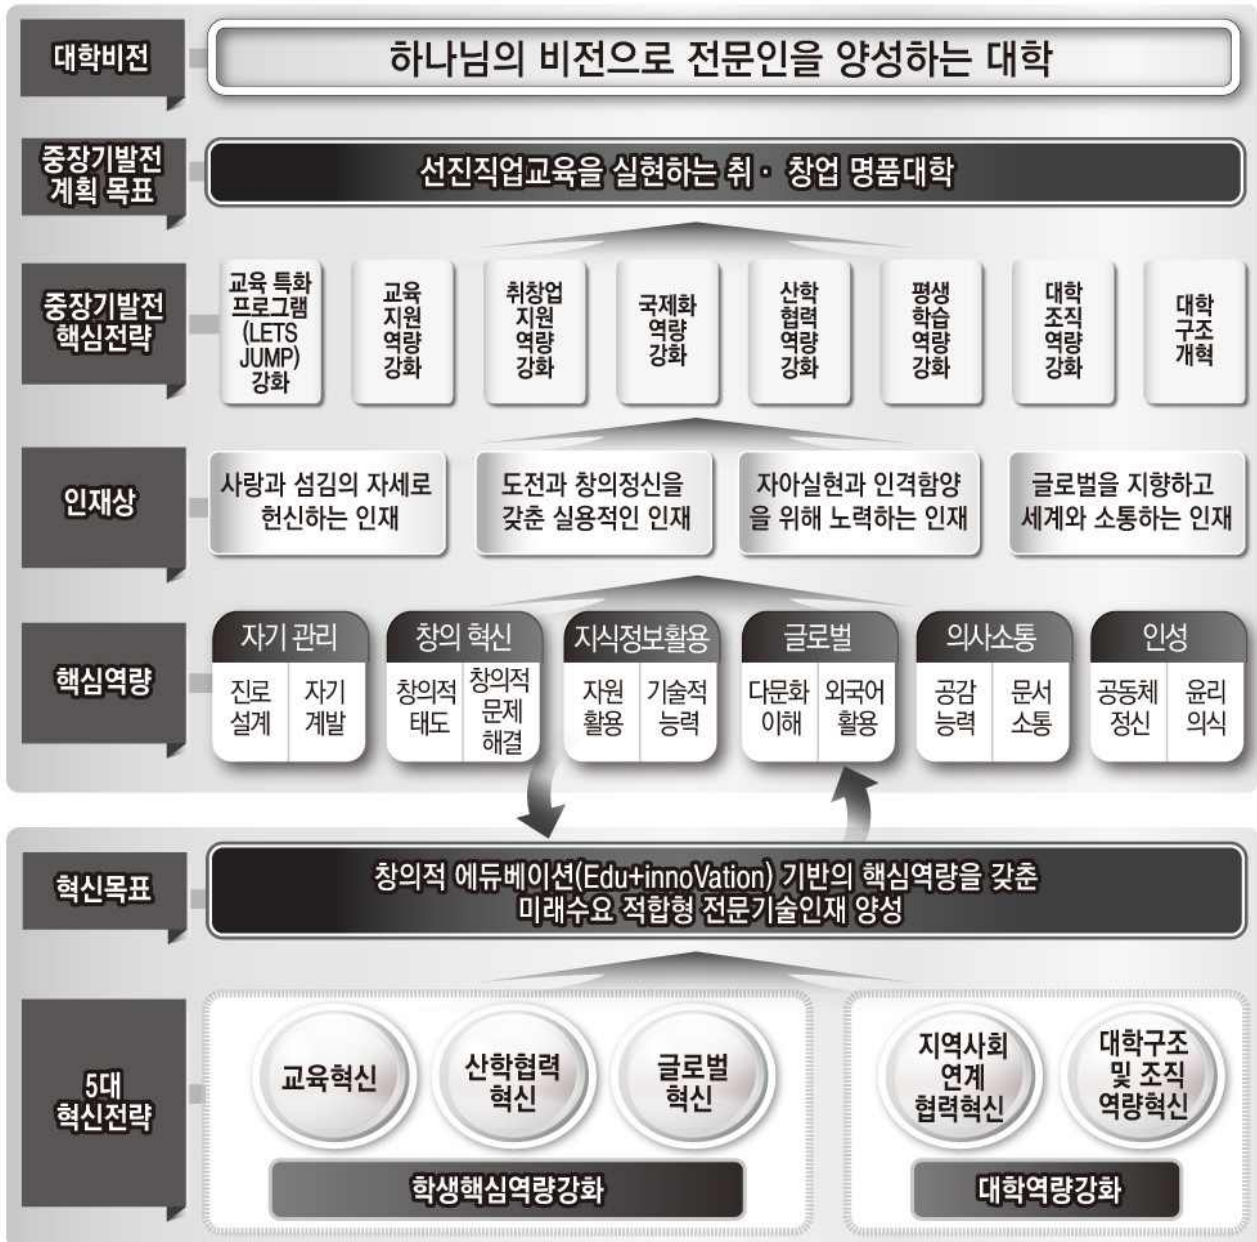 대학비전
하나님의 비전으로 전문인을 양성하는 대학
중장기발전
계획 목표
선진직업교육을 실현하는 취· 창업 명품대학
중장기발전
핵심전략
교육 특화
프로그램
(LETS
JUMP)
강화
교육
지원
역량
강화
취창업
지원
역량
강화
국제화
역량
강화
산학
협력
역량
강화
평생
학습
역량
강화
대학
조직
역량
강화
대학
구조
개혁
인재상
사랑과 섬김의 자세로
헌신하는 인재
도전과 창의정신을
갖춘 실용적인 인재
자아실현과 인격함양
을 위해 노력하는 인재
글로벌을 지향하고
세계와 소통하는 인재
핵심역량
자기 관리
진로
설계
자기
계발
창의 혁신
창의적
태도
창의적
문제
해결
지식정보활용
자원
활용
기술적
능력
글로벌
다문화
이해
외국어
활용
의사소통
공감
능력
문서
소통
인성
공동체
정신
윤리
의식
혁신목표
창의적 에듀베이션(Edu+innoVation) 기반의 핵심역량을 갖춘
미래수요 적합형 전문기술인재 양성
5대
혁신전략
교육혁신
산학협력
혁신
글로벌
혁신
학생핵심역량강화
지역사회
연계
협력혁신
대학구조
및 조직
역량혁신
대학역량강화